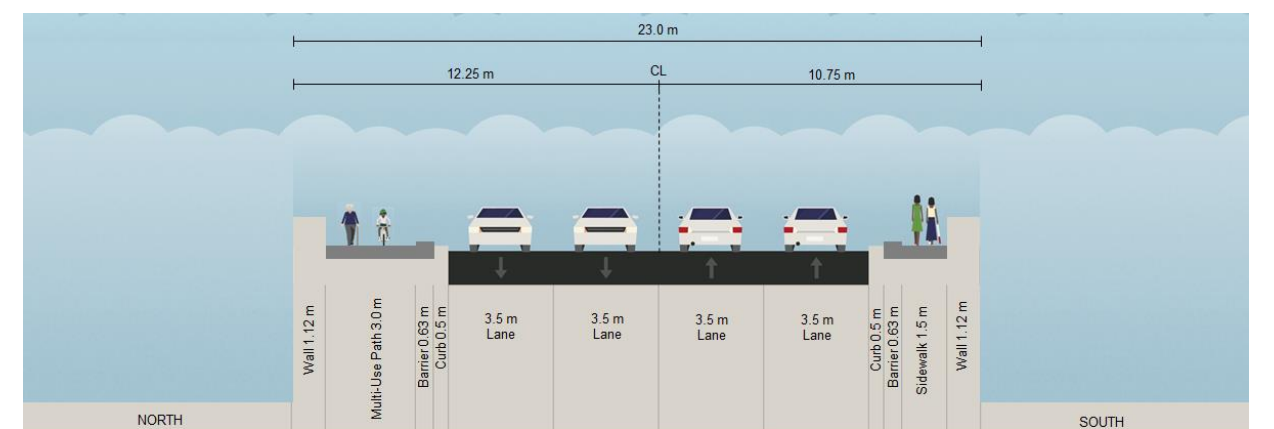 23.0 m
12.25 m
CL
10.75 m
Wall 1.12 m
Multi-Use Path 3.0 m
Barrier 0.63 m
Curb 0.5 m
3.5 m
Lane
3.5 m
Lane
3.5 m
Lane
3.5 m
Lane
Curb 0.5 m
Barrier 0.63 m
Sidewalk 1.5 m
Wall 1.12 m
NORTH
SOUTH